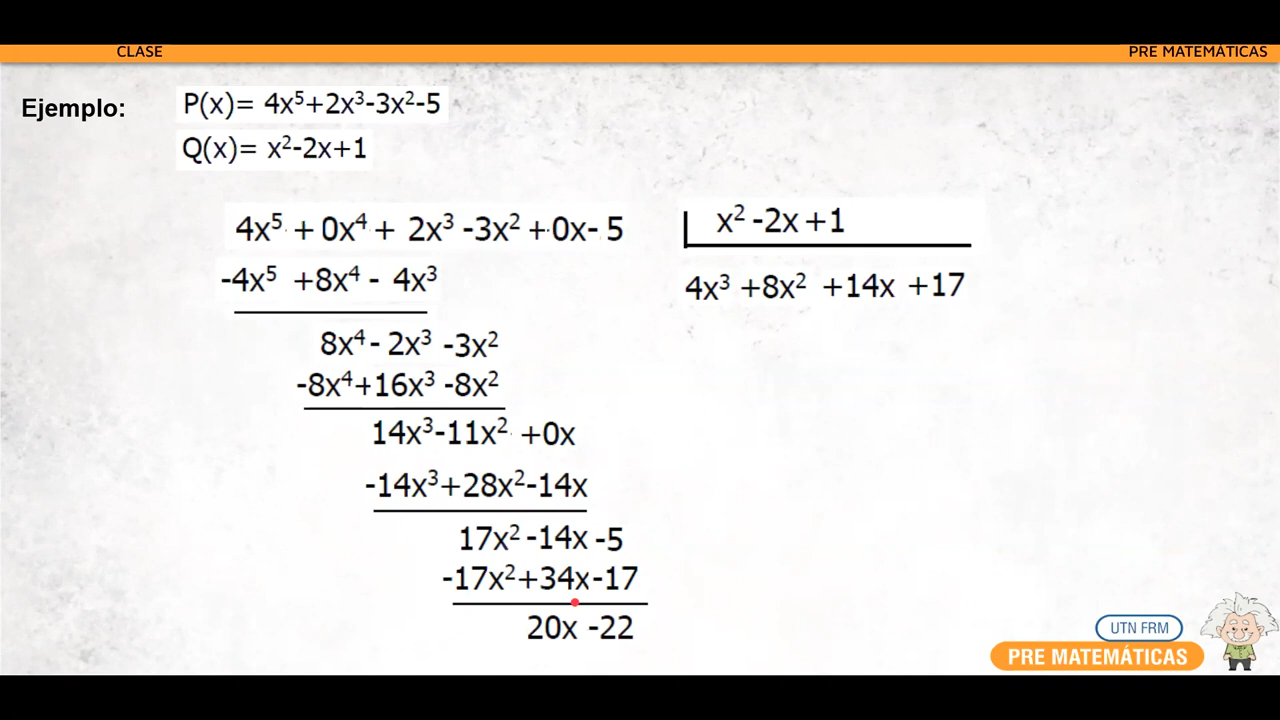 CLASE
PRE MATEMÁTICAS
Ejemplo:
P(x)= 4x⁵+2x³-3x²-5
Q(x)= x²-2x+1
4x⁵ + 0x⁴ + 2x³ -3x² +0x- 5
x² -2x +1
-4x⁵ +8x⁴ - 4x³
4x³ +8x² +14x +17
8x⁴ - 2x³ -3x²
-8x⁴+16x³ -8x²
14x³-11x² +0x
-14x³+28x²-14x
17x² -14x -5
-17x²+34x-17
20x -22
UTN FRM
PRE MATEMÁTICAS